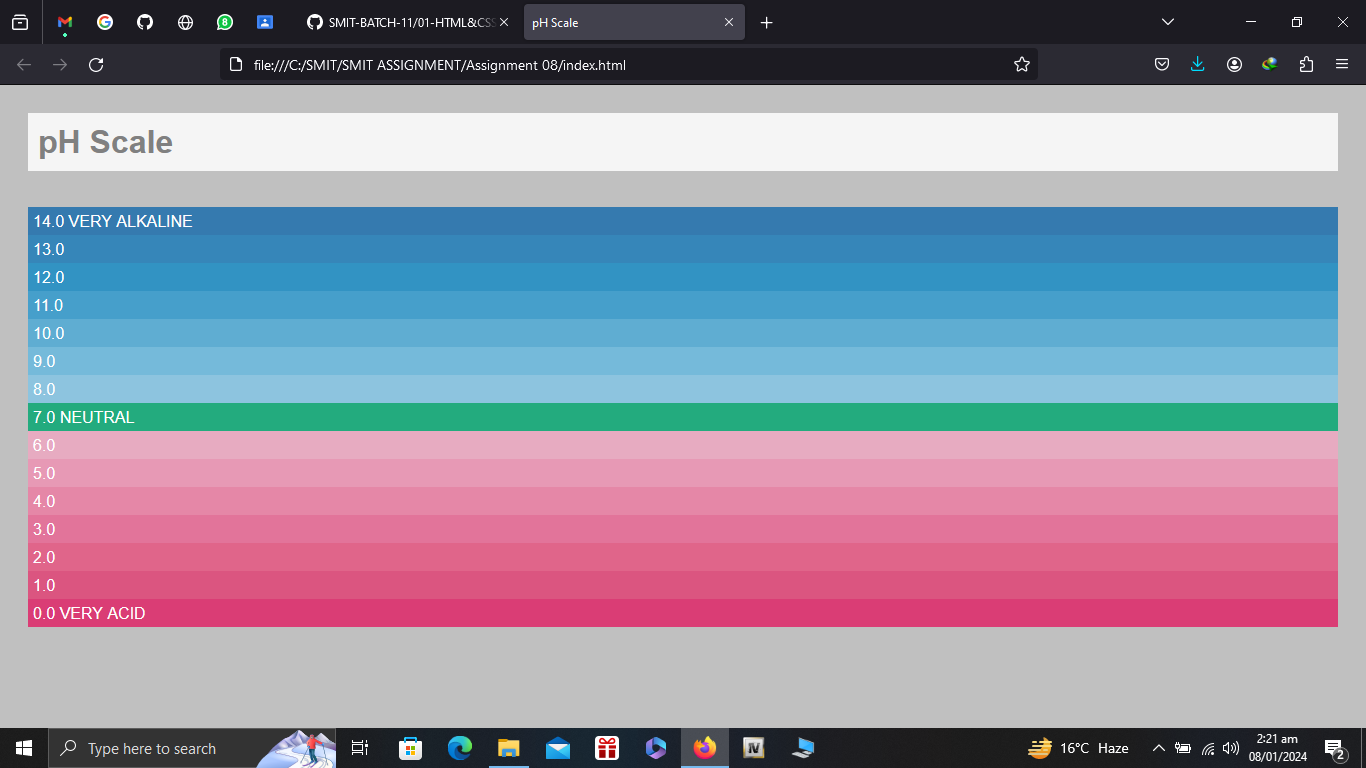 8
SMIT-BATCH-11/01-HTML&CSS
pH Scale
file:///C:/SMIT/SMIT ASSIGNMENT/Assignment 08/index.html
pH Scale
14.0 VERY ALKALINE
13.0
12.0
11.0
10.0
9.0
8.0
7.0 NEUTRAL
6.0
5.0
4.0
3.0
2.0
1.0
0.0 VERY ACID
Type here to search
IV
16°C Haze
2:21 am
08/01/2024
2